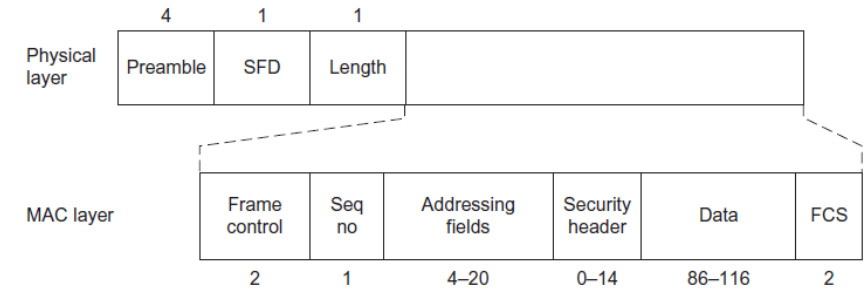 4 1 1
Physical
layer
Preamble SFD Length
MAC layer
Frame
control
Seq
no
Addressing
fields
Security
header
Data
FCS
2 1 4–20 0–14 86–116 2